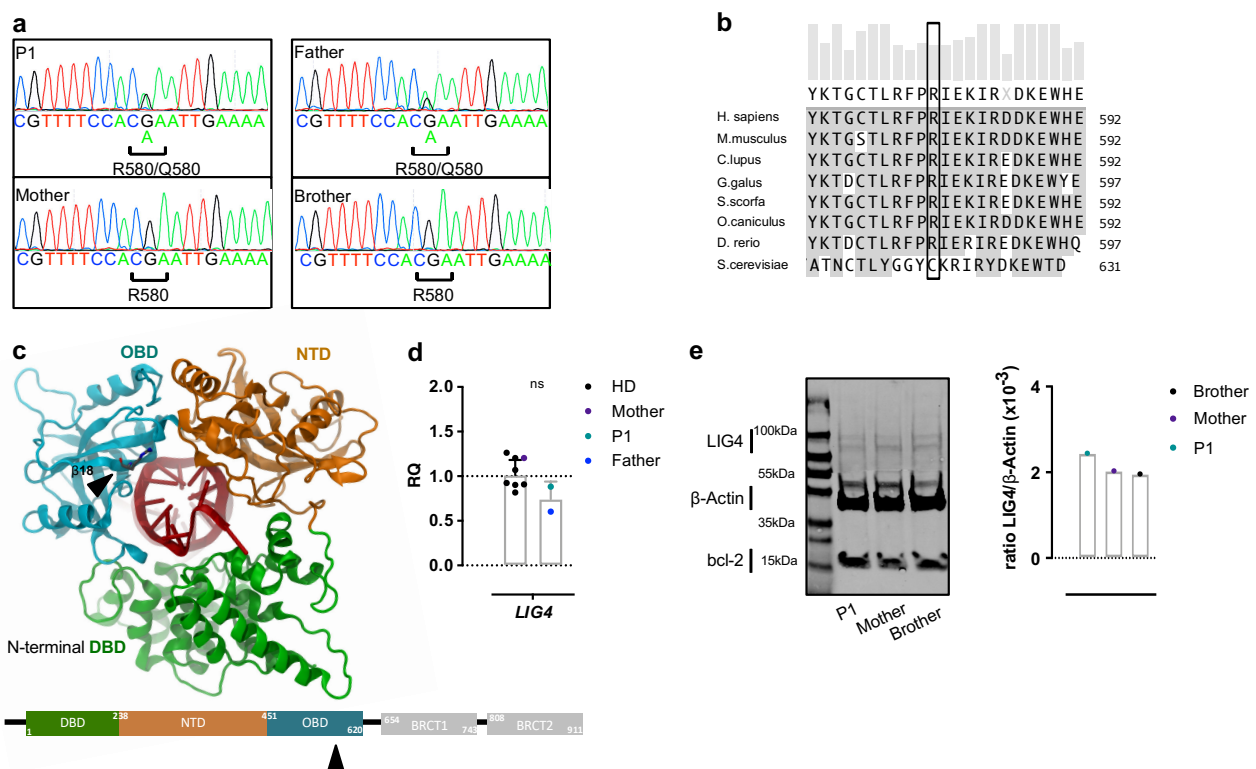 a
P1
CGTTTTCCACGAATTGAAAA
A
R580/Q580
Father
CGTTTTCCACGAATTGAAAA
A
R580/Q580
Mother
CGTTTTCCACGAATTGAAAA
R580
Brother
CGTTTTCCACGAATTGAAAA
R580
b
YKTGCTLRFPRIEKIRXDKEWHE
H. sapiens YKTGCTLRFPRIEKIRDDKEWHE 592
M.musculus YKTGSTLRFPRIEKIRDDKEWHE 592
C.lupus YKTGCTLRFPRIEKIREDKEWHE 592
G.galus YKTDCTLRFPRIEKIREDKEWYE 597
S.scorfa YKTGCTLRFPRIEKIREDKEWHE 592
O.caniculus YKTGCTLRFPRIEKIRDDKEWHE 592
D. rerio YKTDCTLRFPRIERIREDKEWHQ 597
S.cerevisiae ATNCTLYGGYCKRIRYDKEWTD 631
c
OBD
NTD
β18
N-terminal DBD
DBD
1
238
NTD
451
OBD
620
654
BRCT1
743
808
BRCT2
911
d
RQ
2.0
1.0
0.5
0.0
ns
HD
Mother
P1
Father
LIG4
e
LIG4
β-Actin
bcl-2
100kDa
55kDa
35kDa
15kDa
P1
Mother
Brother
ratio LIG4/β-Actin (x10-3)
4
2
0
Brother
Mother
P1